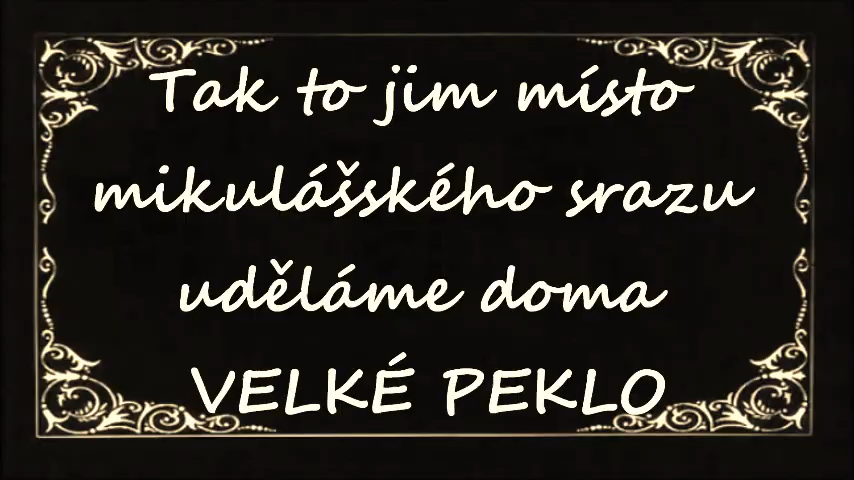 Tak to jim místo
mikulášského srazu
uděláme doma
VELKÉ PEKLO